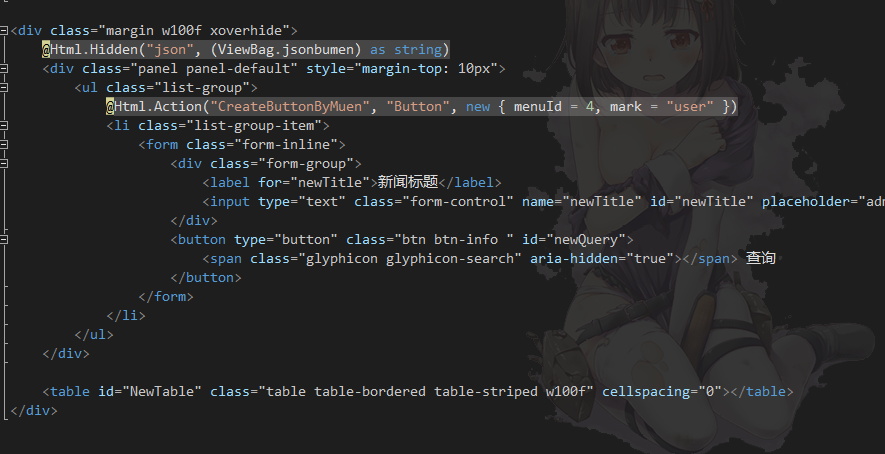 <div class="margin w100f xoverhide">
@Html.Hidden("json", (ViewBag.jsonbumen) as string)
<div class="panel panel-default" style="margin-top: 10px">
<ul class="list-group">
@Html.Action("CreateButtonByMuen", "Button", new { menuId = 4, mark = "user" })
<li class="list-group-item">
<form class="form-inline">
<div class="form-group">
<label for="newTitle">新闻标题</label>
<input type="text" class="form-control" name="newTitle" id="newTitle" placeholder="adm
</div>
<button type="button" class="btn btn-info " id="newQuery">
<span class="glyphicon glyphicon-search" aria-hidden="true"></span> 查询
</button>
</form>
</li>
</ul>
</div>
<table id="NewTable" class="table table-bordered table-striped w100f" cellspacing="0"></table>
</div>